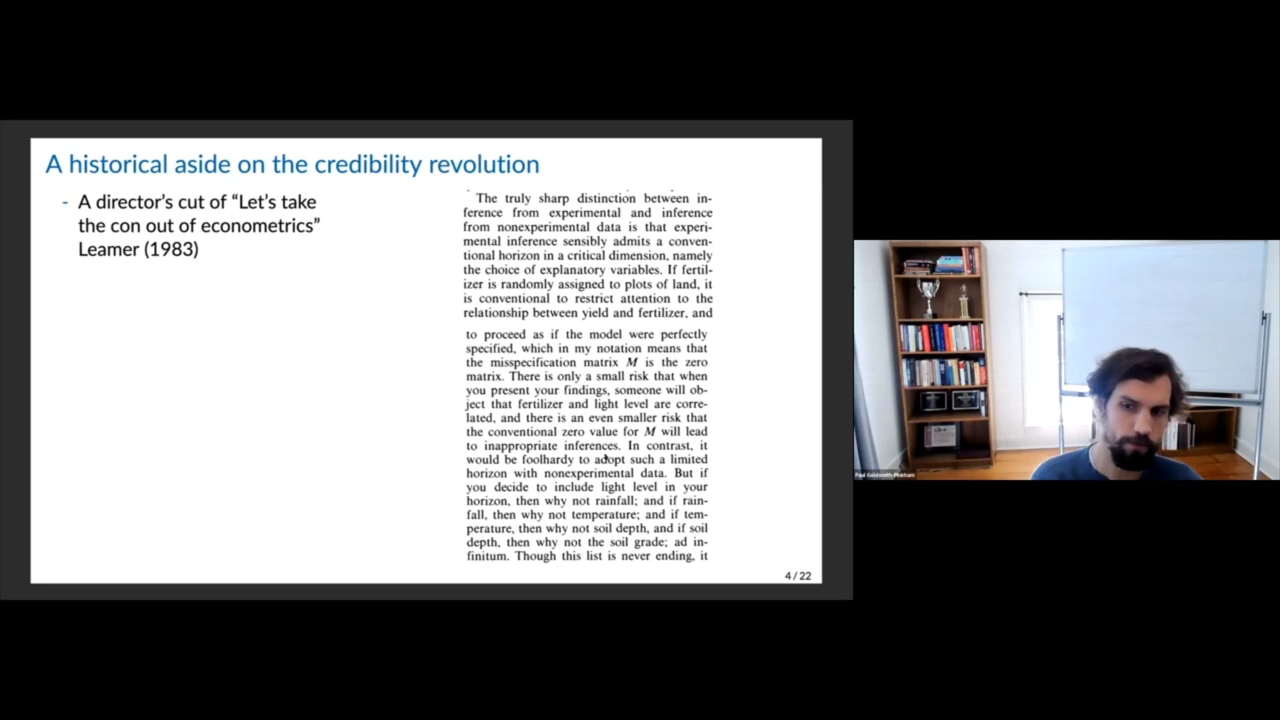 A historical aside on the credibility revolution
- A director's cut of “Let's take
the con out of econometrics”
Leamer (1983)
The truly sharp distinction between in-
ference from experimental and inference
from nonexperimental data is that experi-
mental inference sensibly admits a conven-
tional horizon in a critical dimension, namely
the choice of explanatory variables. If fertil-
izer is randomly assigned to plots of land, it
is conventional to restrict attention to the
relationship between yield and fertilizer, and
to proceed as if the model were perfectly
specified, which in my notation means that
the misspecification matrix M is the zero
matrix. There is only a small risk that when
you present your findings, someone will ob-
ject that fertilizer and light level are corre-
lated, and there is an even smaller risk that
the conventional zero value for M will lead
to inappropriate inferences. In contrast, it
would be foolhardy to adopt such a limited
horizon with nonexperimental data. But if
you decide to include light level in your
horizon, then why not rainfall; and if rain-
fall, then why not temperature; and if tem-
perature, then why not soil depth, and if soil
depth, then why not the soil grade; ad in-
finitum. Though this list is never ending, it
4 / 22
Paul Goldsmith-Pinkham